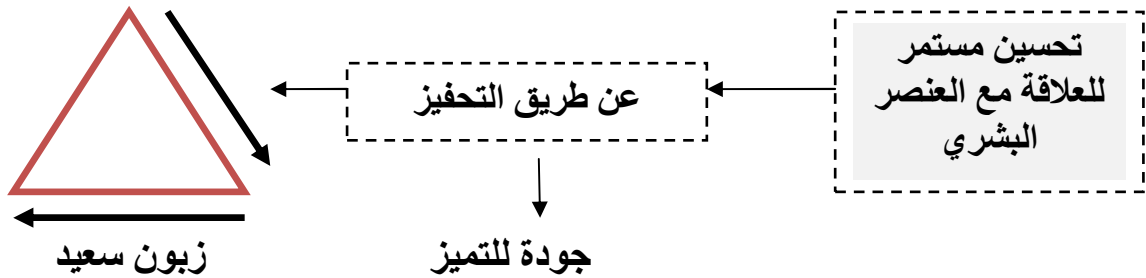 تحسين مستمر
للعلاقة مع العنصر
البشري
عن طريق التحفيز
جودة للتميز
زبون سعيد